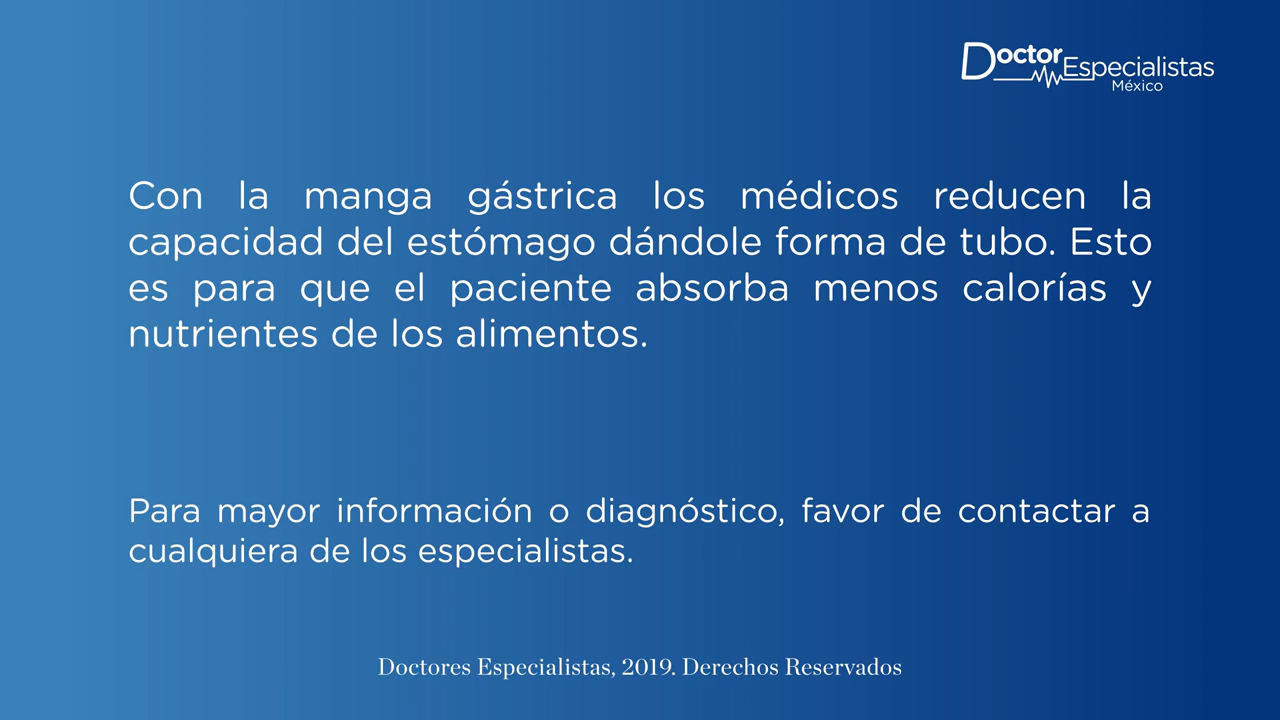 Doctor Especialistas
México
Con la manga gástrica los médicos reducen la
capacidad del estómago dándole forma de tubo. Esto
es para que el paciente absorba menos calorías y
nutrientes de los alimentos.
Para mayor información o diagnóstico, favor de contactar a
cualquiera de los especialistas.
Doctores Especialistas, 2019. Derechos Reservados